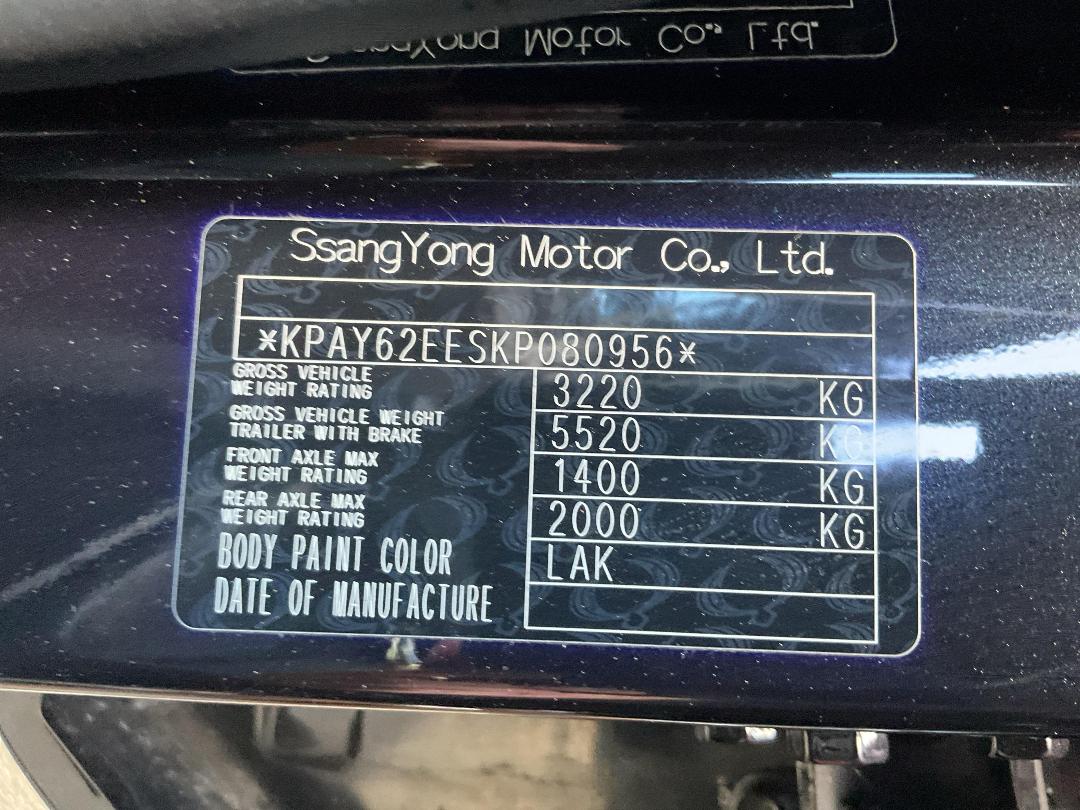 SsangYong Motor Co., Ltd.
SsangYong Motor Co., Ltd.
*KPAY62EESKP080956*
GROSS VEHICLE
WEIGHT RATING
3220 KG
GROSS VEHICLE WEIGHT
TRAILER WITH BRAKE
5520 KG
FRONT AXLE MAX
WEIGHT RATING
1400 KG
REAR AXLE MAX
WEIGHT RATING
2000 KG
BODY PAINT COLOR LAK
DATE OF MANUFACTURE